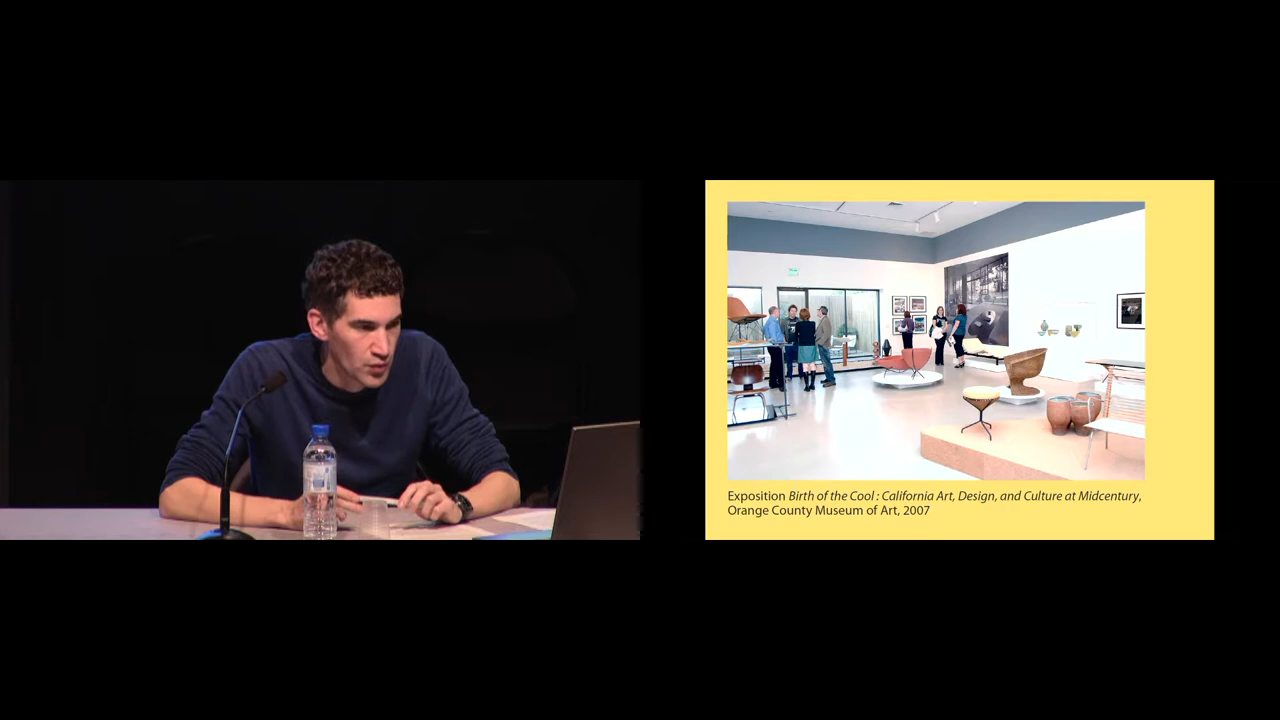 Exposition Birth of the Cool : California Art, Design, and Culture at Midcentury,
Orange County Museum of Art, 2007